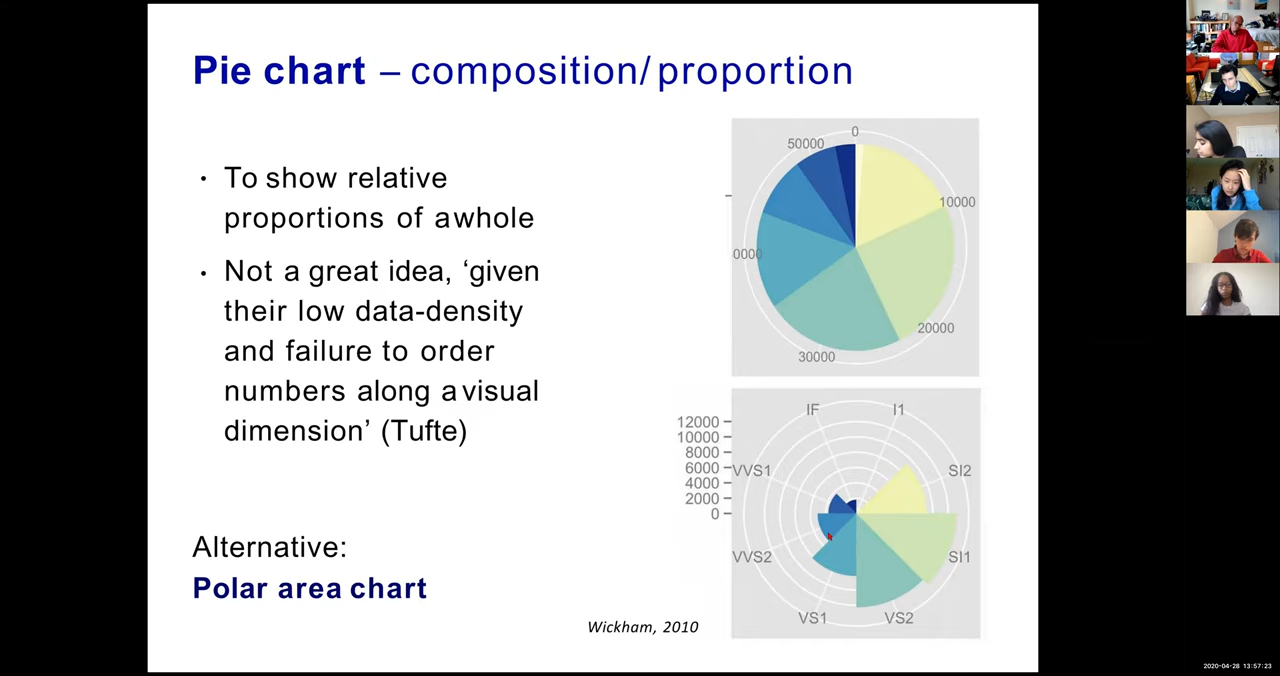 Pie chart – composition/proportion
• To show relative
proportions of a whole
• Not a great idea, ‘given
their low data-density
and failure to order
numbers along a visual
dimension’ (Tufte)
Alternative:
Polar area chart
Wickham, 2010
0
50000
10000
0000
20000
30000
IF
I1
12000
10000
8000
6000
4000
2000
0
VVS1
SI2
VVS2
SI1
VS1
VS2
2020-04-28 13:57:23